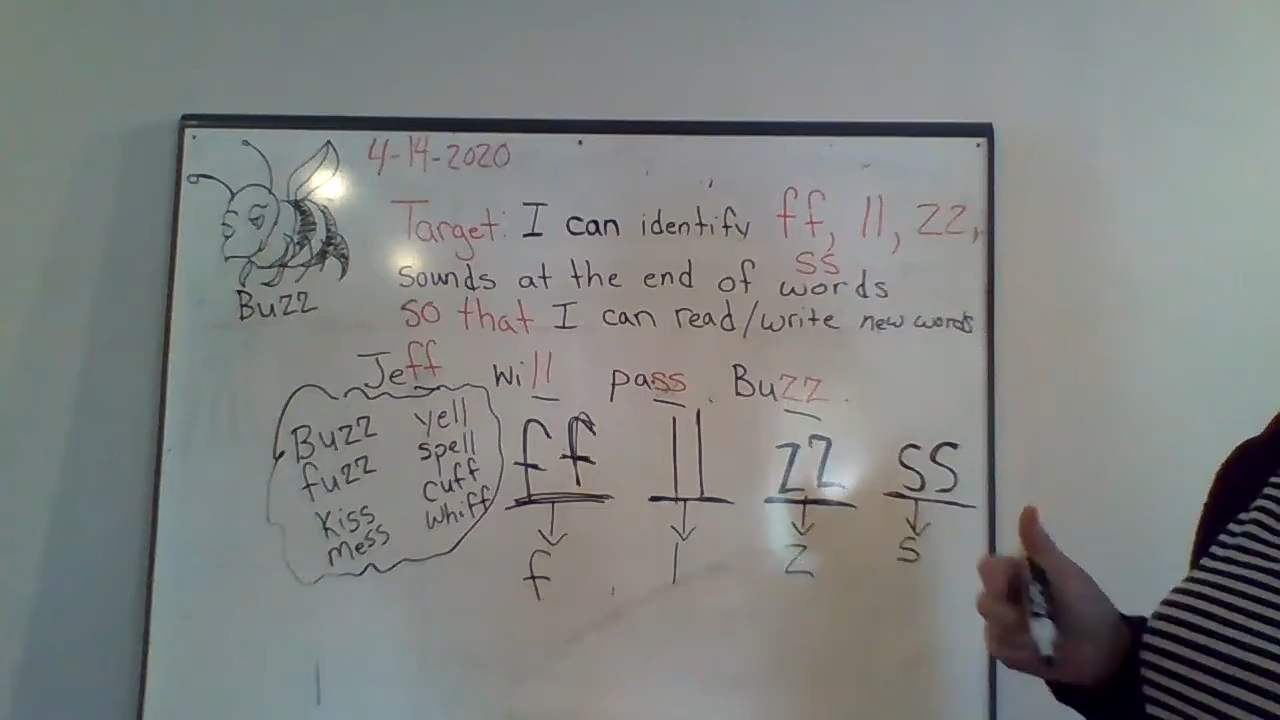 4-14-2020
Target: I can identify ff, ll, zz,
ss
sounds at the end of words
so that I can read/write new words
Buzz
Jeff will pass Buzz.
Buzz yell
fuzz spell
Kiss cuff
mess whiff
ff ll zz ss
f l z s